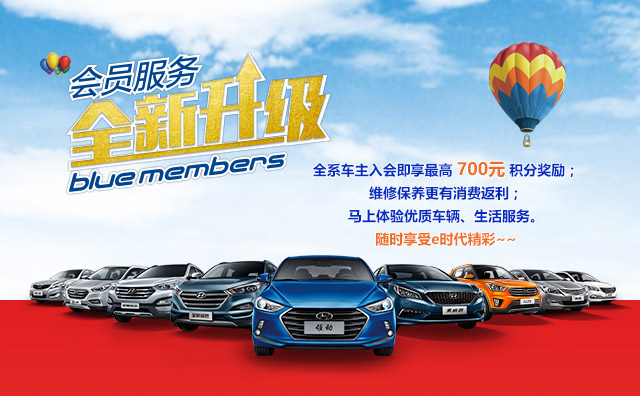 会员服务
全新升级
bluemembers
全系车主入会即享最高 700元 积分奖励；
维修保养更有消费返利；
马上体验优质车辆、生活服务。
随时享受e时代精彩~~
领动